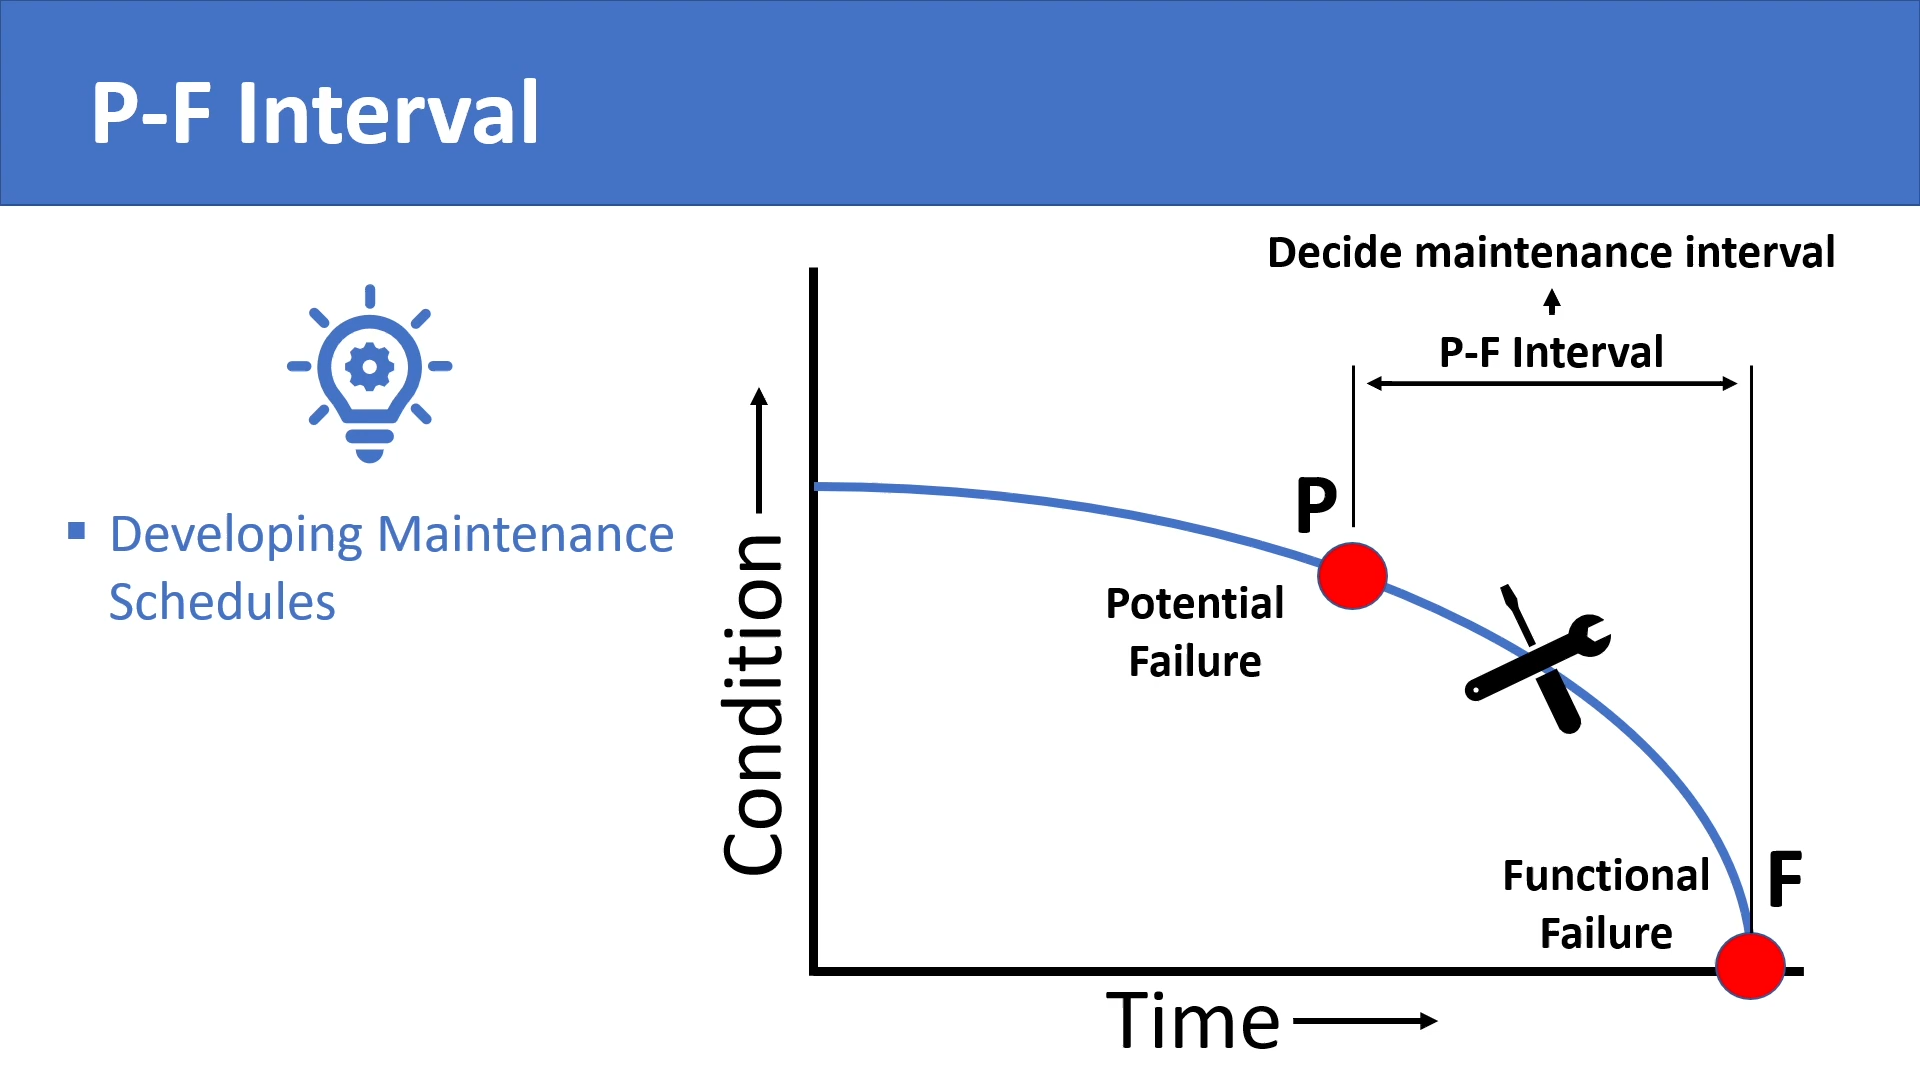 P-F Interval
Developing Maintenance
Schedules
Decide maintenance interval
P-F Interval
P
Potential
Failure
Functional
Failure
F
Condition
Time